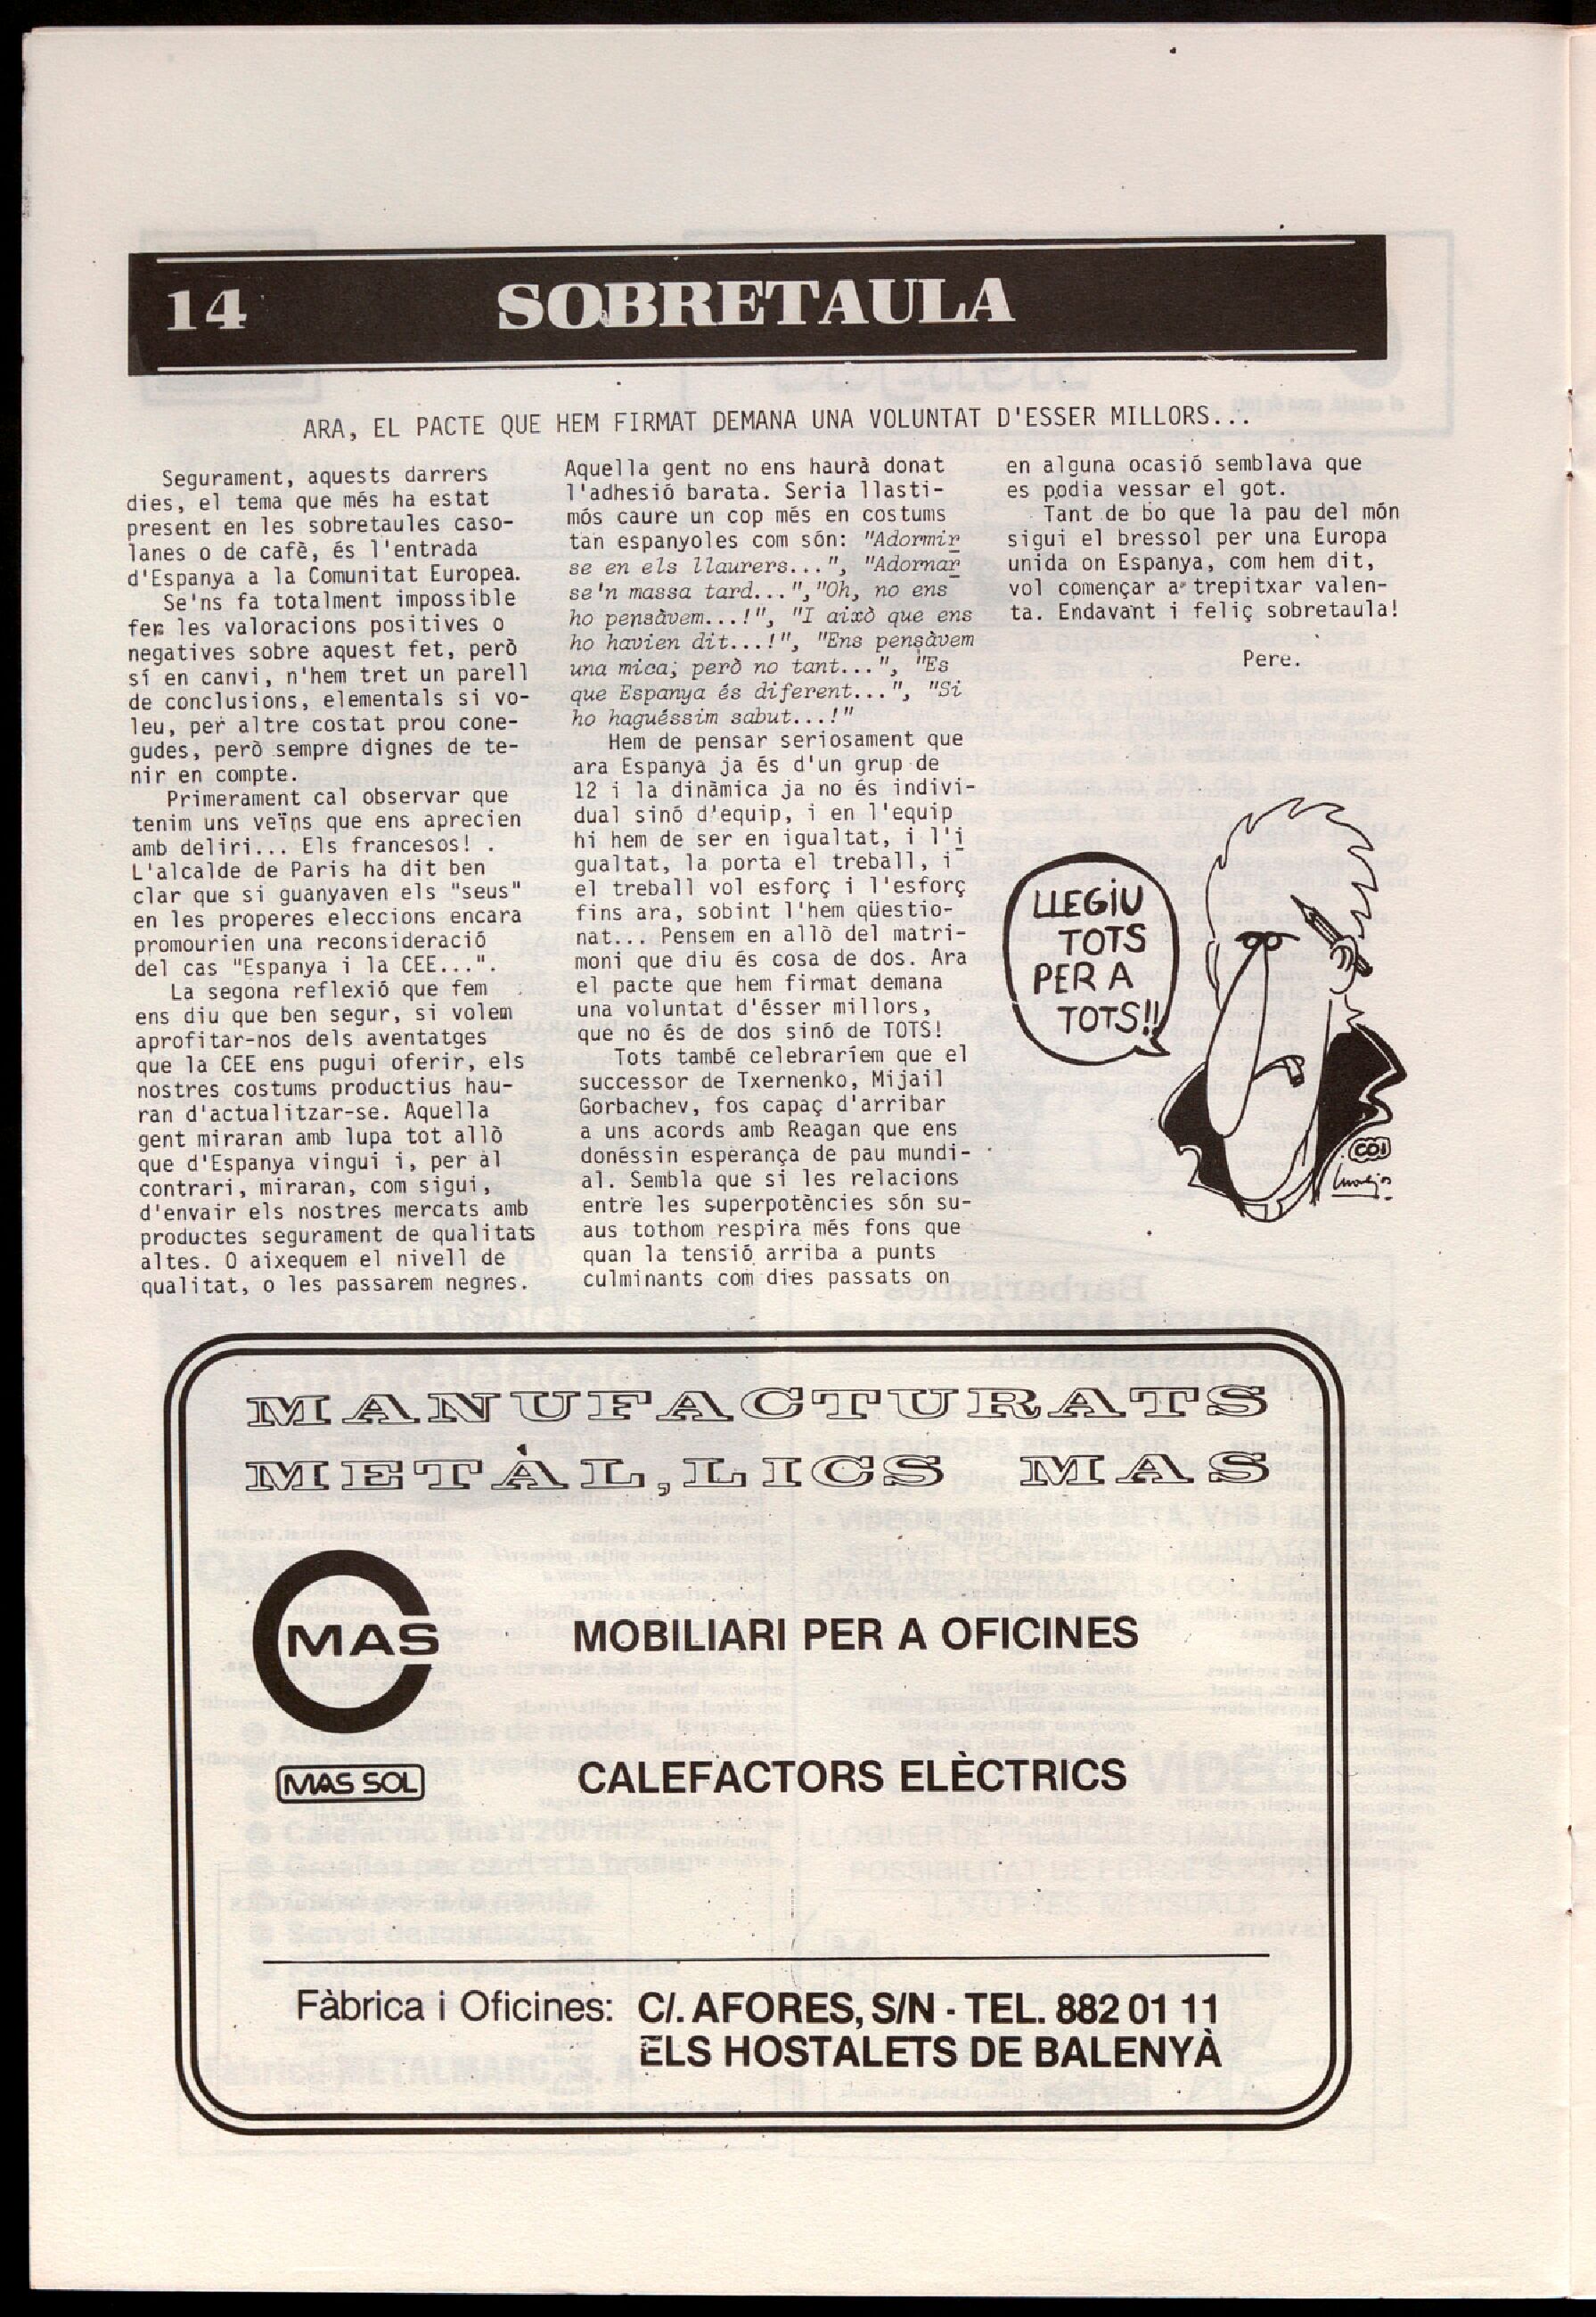 14 SOBRETAULA
ARA, EL PACTE QUE HEM FIRMAT DEMANA UNA VOLUNTAT D'ESSER MILLORS...
Segurament, aquests darrers
dies, el tema que més ha estat
present en les sobretaules caso-
lanes o de cafè, és l'entrada
d'Espanya a la Comunitat Europea.
Se'ns fa totalment impossible
fer les valoracions positives o
negatives sobre aquest fet, però
sí en canvi, n'hem tret un parell
de conclusions, elementals si vo-
leu, per altre costat prou cone-
gudes, però sempre dignes de te-
nir en compte.
Primerament cal observar que
tenim uns veïns que ens aprecien
amb deliri... Els francesos! .
L'alcalde de Paris ha dit ben
clar que si guanyaven els "seus"
en les properes eleccions encara
promourien una reconsideració
del cas "Espanya i la CEE...".
La segona reflexió que fem
ens diu que ben segur, si volem
aprofitar-nos dels aventatges
que la CEE ens pugui oferir, els
nostres costums productius hau-
ran d'actualitzar-se. Aquella
gent miraran amb lupa tot allò
que d'Espanya vingui i, per al
contrari, miraran, com sigui,
d'envair els nostres mercats amb
productes segurament de qualitats
altes. O aixequem el nivell de
qualitat, o les passarem negres.
Aquella gent no ens haurà donat
l'adhesió barata. Seria llasti-
mós caure un cop més en costums
tan espanyoles com són: "Adormir
se en els llaurers...", "Adornar
se'n massa tard...","Oh, no ens
ho pensàvem...!", "I això que ens
ho havien dit...!", "Ens pensàvem
una mica; però no tant...", "Es
que Espanya és diferent...", "Si
ho haguéssim sabut...!"
Hem de pensar seriosament que
ara Espanya ja és d'un grup de
12 i la dinàmica ja no és indivi-
dual sinó d'equip, i en l'equip
hi hem de ser en igualtat, i l'i
gualtat, la porta el treball, i
el treball vol esforç i l'esforç
fins ara, sobint l'hem qüestio-
nat... Pensem en allò del matri-
moni que diu és cosa de dos. Ara
el pacte que hem firmat demana
una voluntat d'ésser millors,
que no és de dos sinó de TOTS!
Tots també celebraríem que el
successor de Txernenko, Mijail
Gorbachev, fos capaç d'arribar
a uns acords amb Reagan que ens
donéssin esperança de pau mundi-
al. Sembla que si les relacions
entre les superpotències són su-
aus tothom respira més fons que
quan la tensió arriba a punts
culminants com dies passats on
en alguna ocasió semblava que
es podia vessar el got.
Tant de bo que la pau del món
sigui el bressol per una Europa
unida on Espanya, com hem dit,
vol començar a trepitxar valen-
ta. Endavant i feliç sobretaula!
Pere.
LLEGiU
TOTS
PER A
TOTS!!
COI
MANUFACTURATS
METÀL,LICS MAS
MAS
MOBILIARI PER A OFICINES
MAS SOL
CALEFACTORS ELÈCTRICS
Fàbrica i Oficines: C/. AFORES, S/N - TEL. 882 01 11
ELS HOSTALETS DE BALENYÀ